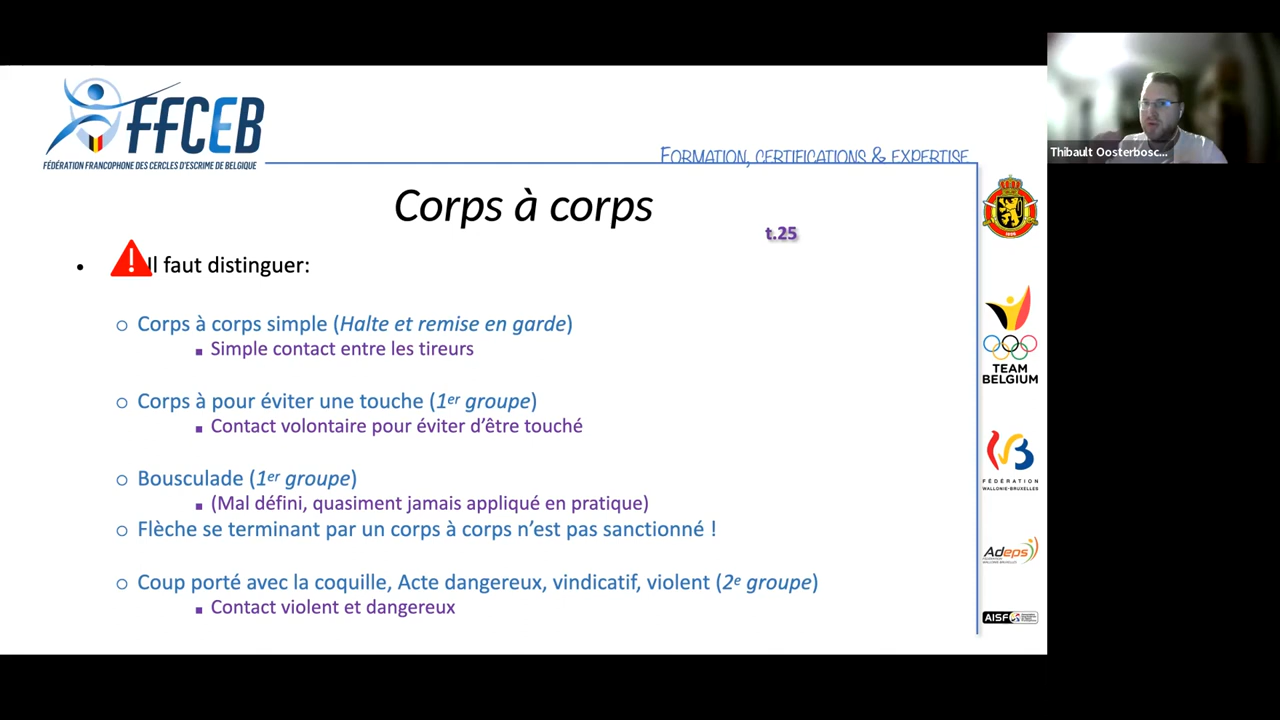 FFCEB
FÉDÉRATION FRANCOPHONE DES CERCLES D'ESCRIME DE BELGIQUE
FORMATION, CERTIFICATIONS & EXPERTISE
Thibault Oosterbosc...
Corps à corps
t.25
• Il faut distinguer:
o Corps à corps simple (Halte et remise en garde)
▪ Simple contact entre les tireurs
o Corps à pour éviter une touche (1er groupe)
▪ Contact volontaire pour éviter d'être touché
o Bousculade (1er groupe)
▪ (Mal défini, quasiment jamais appliqué en pratique)
o Flèche se terminant par un corps à corps n'est pas sanctionné !
o Coup porté avec la coquille, Acte dangereux, vindicatif, violent (2e groupe)
▪ Contact violent et dangereux
TEAM
BELGIUM
FÉDÉRATION
WALLONIE-BRUXELLES
Adeps
AISF